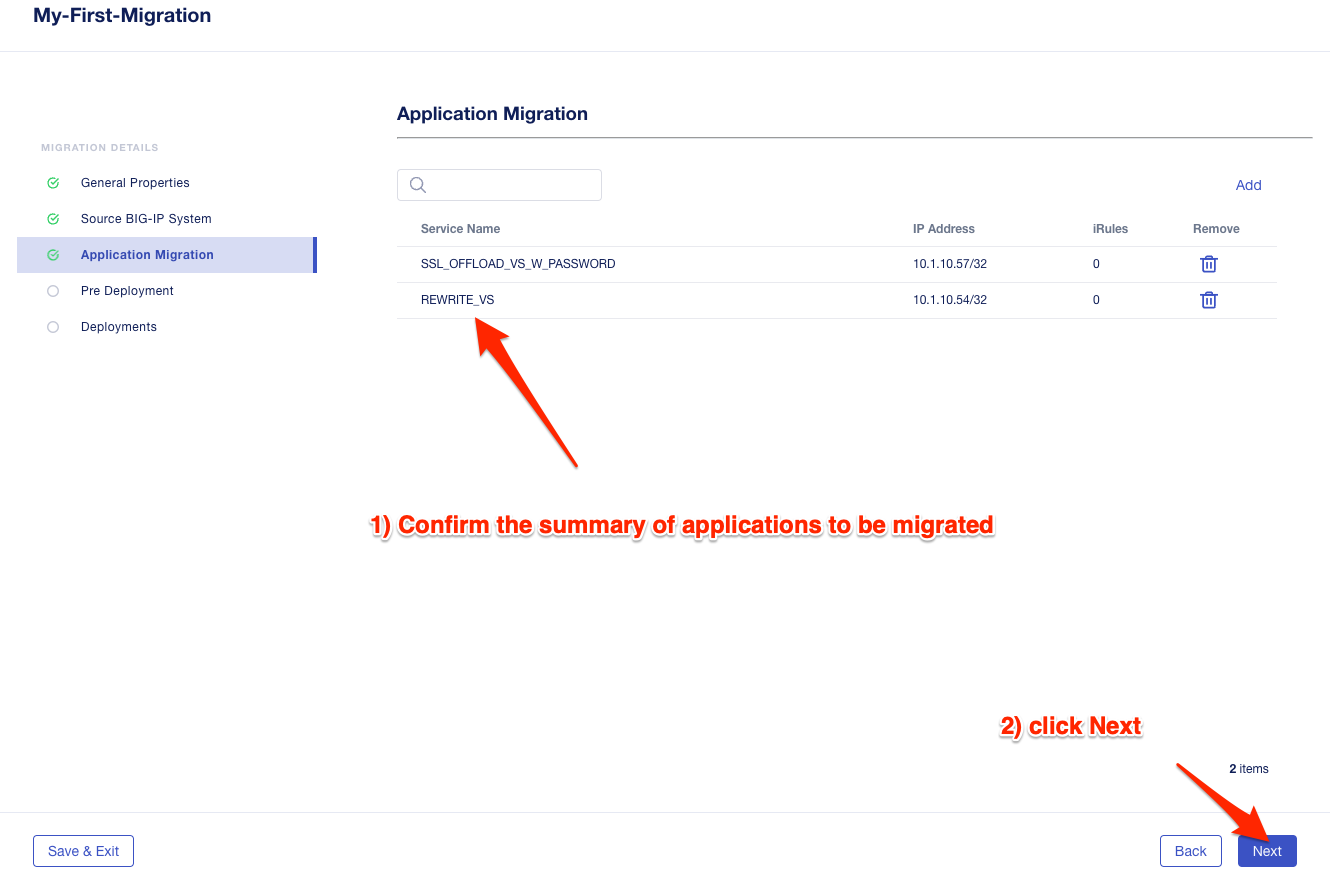 My-First-Migration
Application Migration
MIGRATION DETAILS
General Properties
Source BIG-IP System
Application Migration
Pre Deployment
Deployments
Add
Service Name IP Address iRules Remove
SSL_OFFLOAD_VS_W_PASSWORD 10.1.10.57/32 0
REWRITE_VS 10.1.10.54/32 0
1) Confirm the summary of applications to be migrated
2) click Next
2 items
Save & Exit Back Next